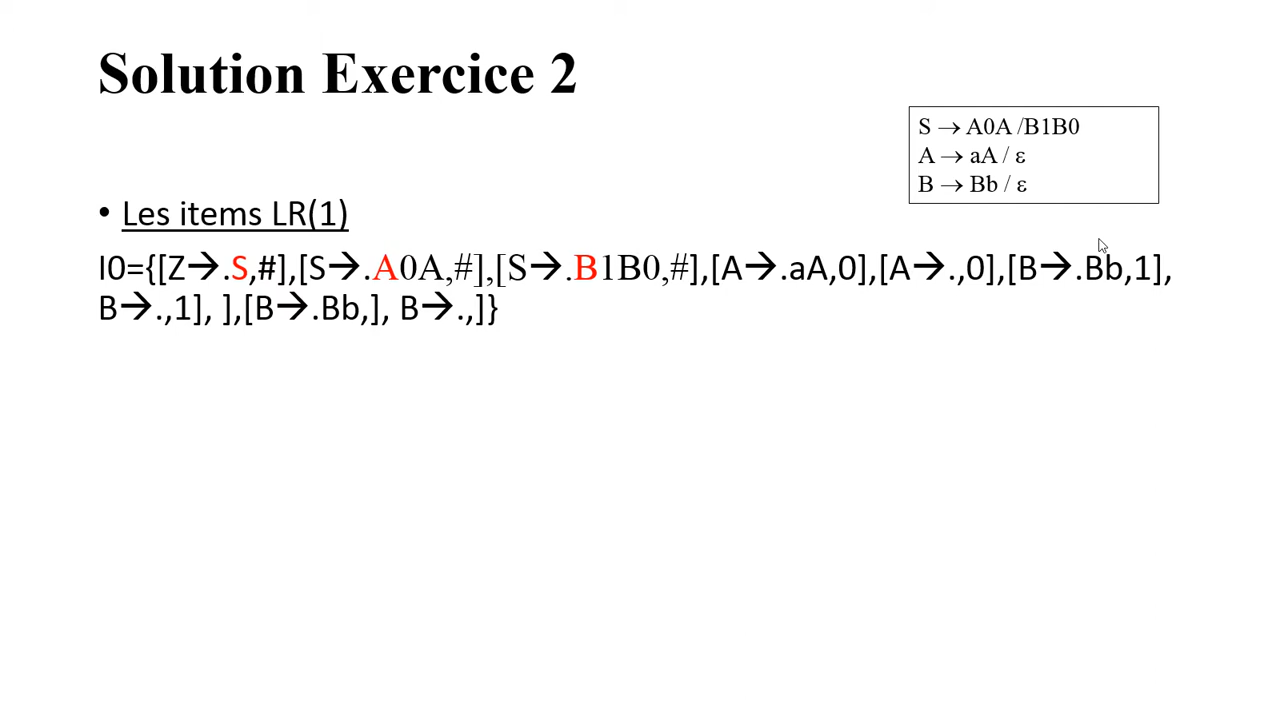 Solution Exercice 2
S → A0A /B1B0
A → aA / ε
B → Bb / ε
• Les items LR(1)
I0={[Z→.S,#],[S→.A0A,#],[S→.B1B0,#],[A→.aA,0],[A→.,0],[B→.Bb,1],
B→.,1], ],[B→.Bb,], B→.,]}